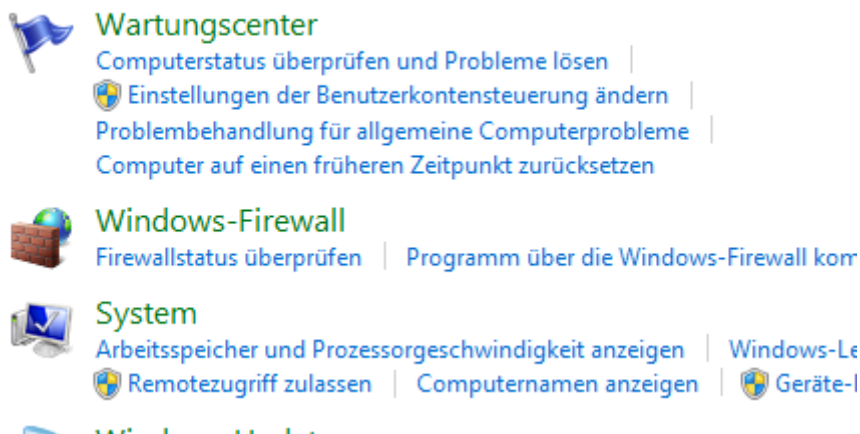 Wartungscenter
Computerstatus überprüfen und Probleme lösen
Einstellungen der Benutzerkontensteuerung ändern
Problembehandlung für allgemeine Computerprobleme
Computer auf einen früheren Zeitpunkt zurücksetzen
Windows-Firewall
Firewallstatus überprüfen Programm über die Windows-Firewall kom
System
Arbeitsspeicher und Prozessorgeschwindigkeit anzeigen Windows-Le
Remotezugriff zulassen Computernamen anzeigen Geräte-